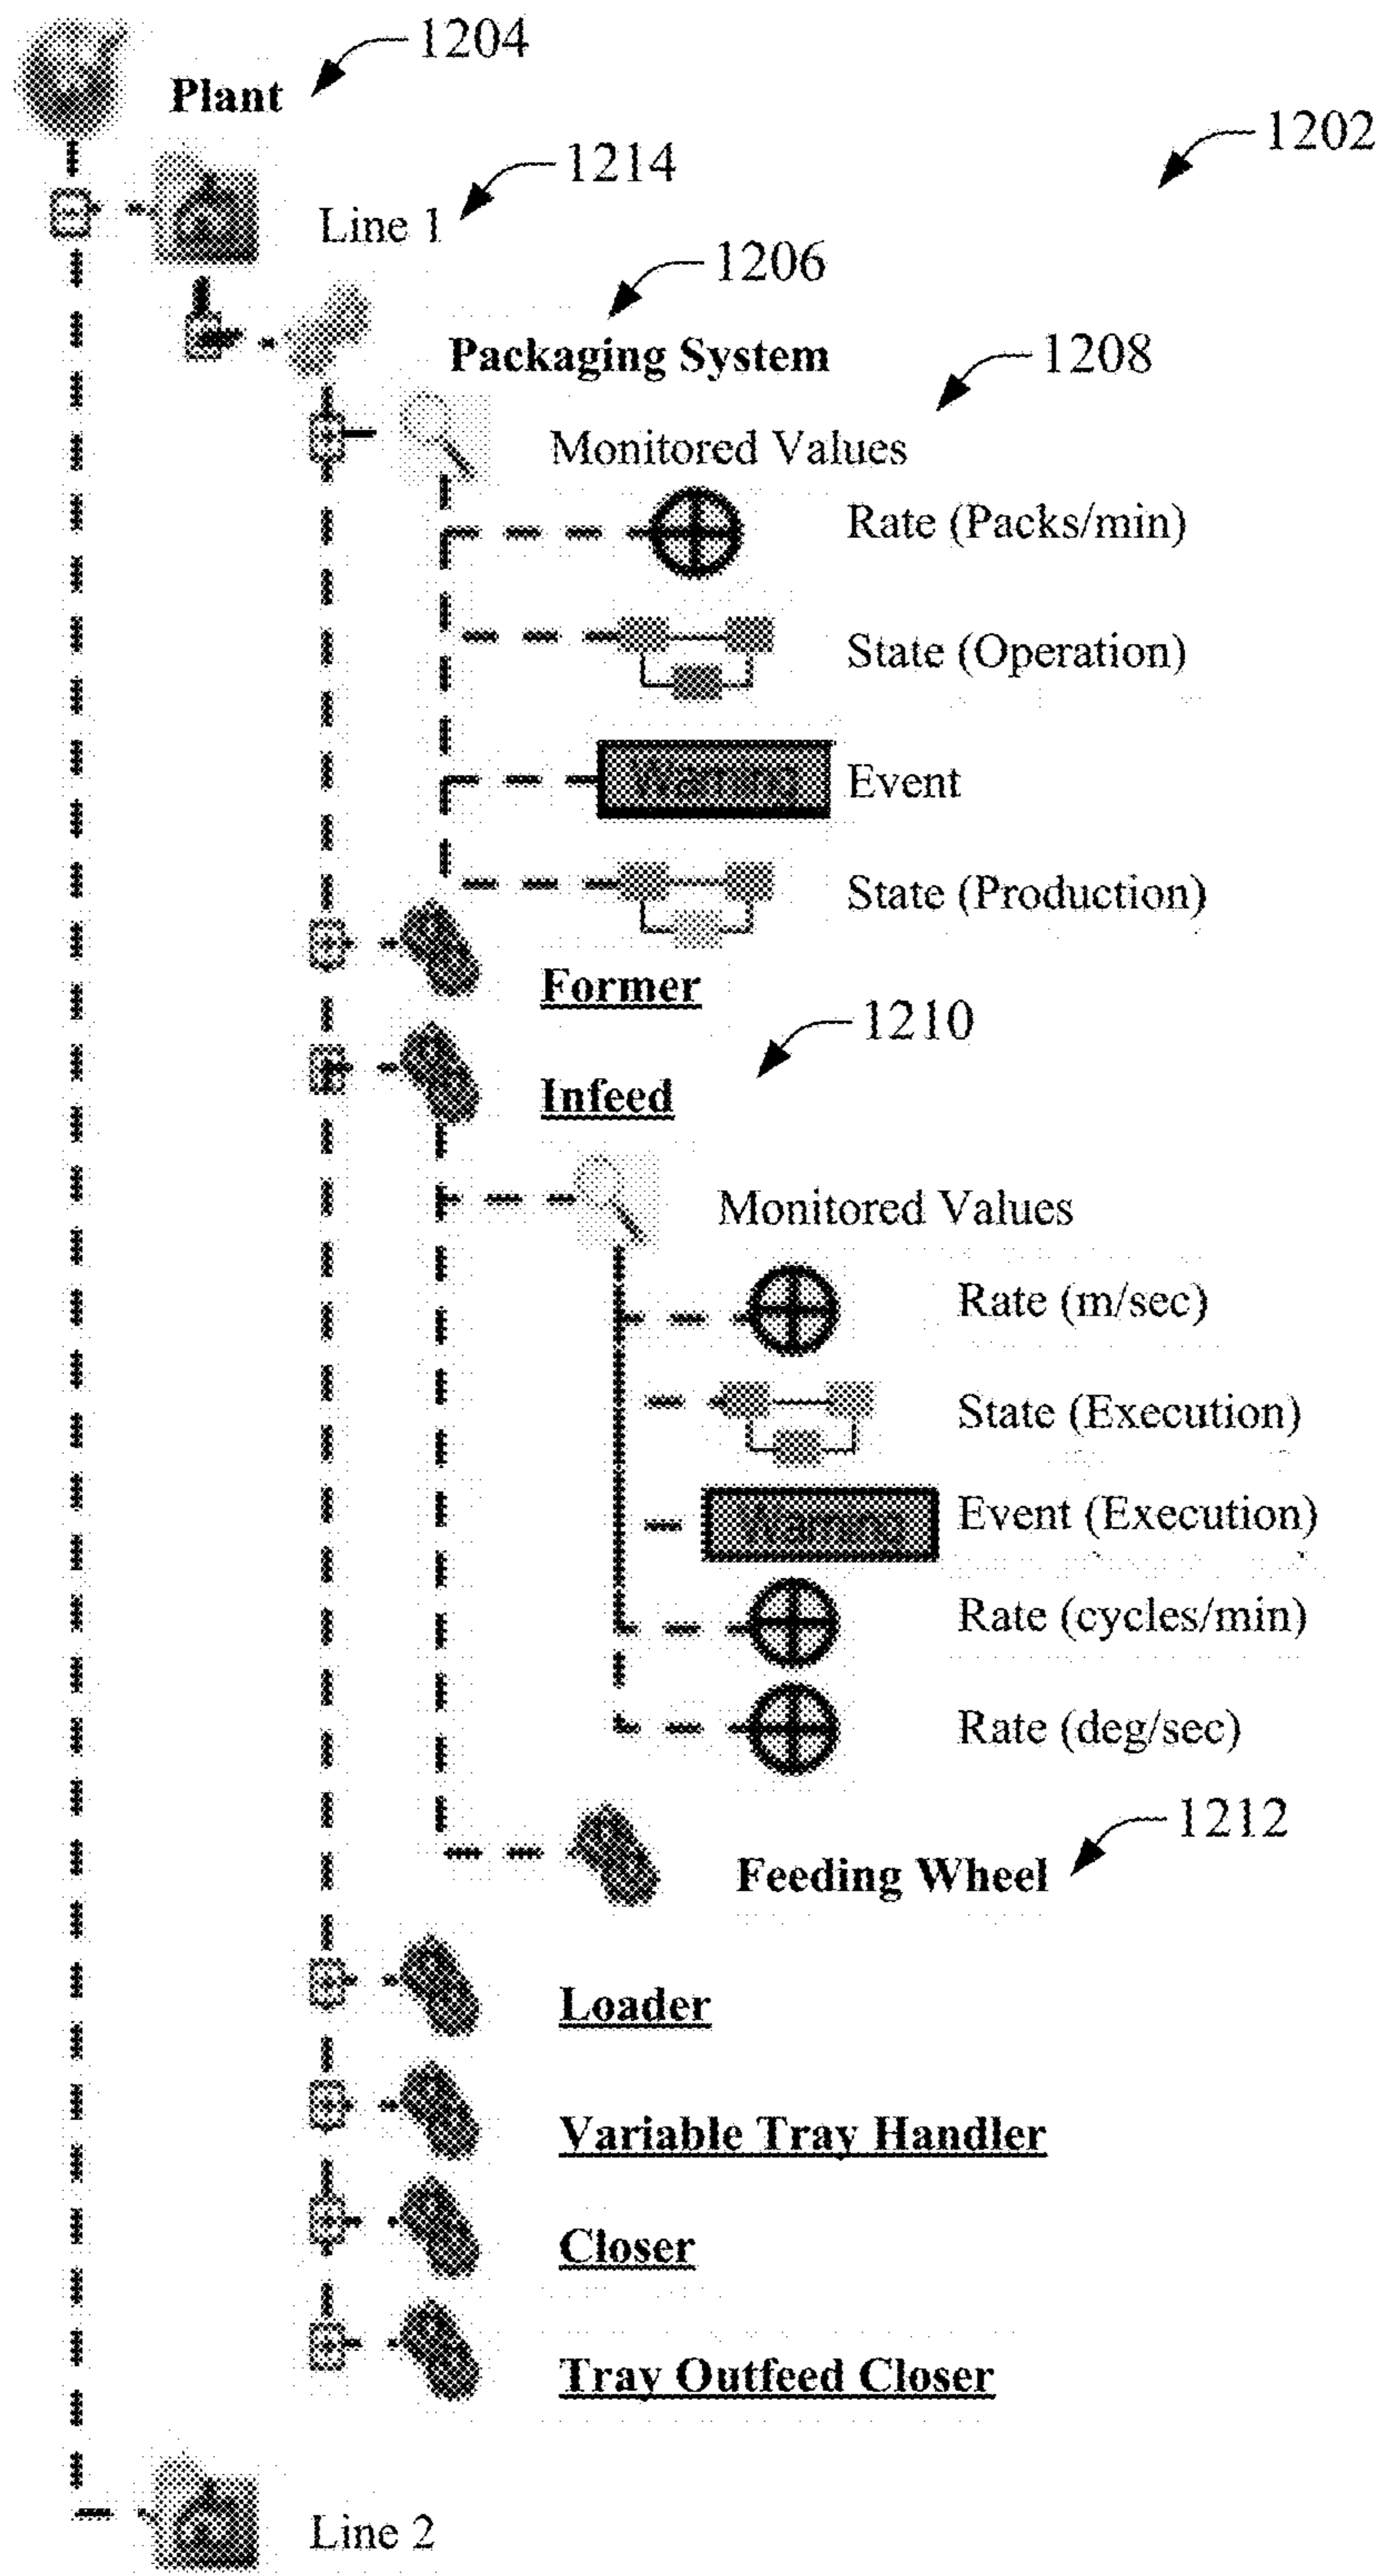 1204
Plant
1202
1214
Line 1
1206
Packaging System
1208
Monitored Values
Rate (Packs/min)
State (Operation)
Warning
Event
State (Production)
Former
1210
Infeed
Monitored Values
Rate (m/sec)
State (Execution)
Warning
Event (Execution)
Rate (cycles/min)
Rate (deg/sec)
1212
Feeding Wheel
Loader
Variable Tray Handler
Closer
Tray Outfeed Closer
Line 2